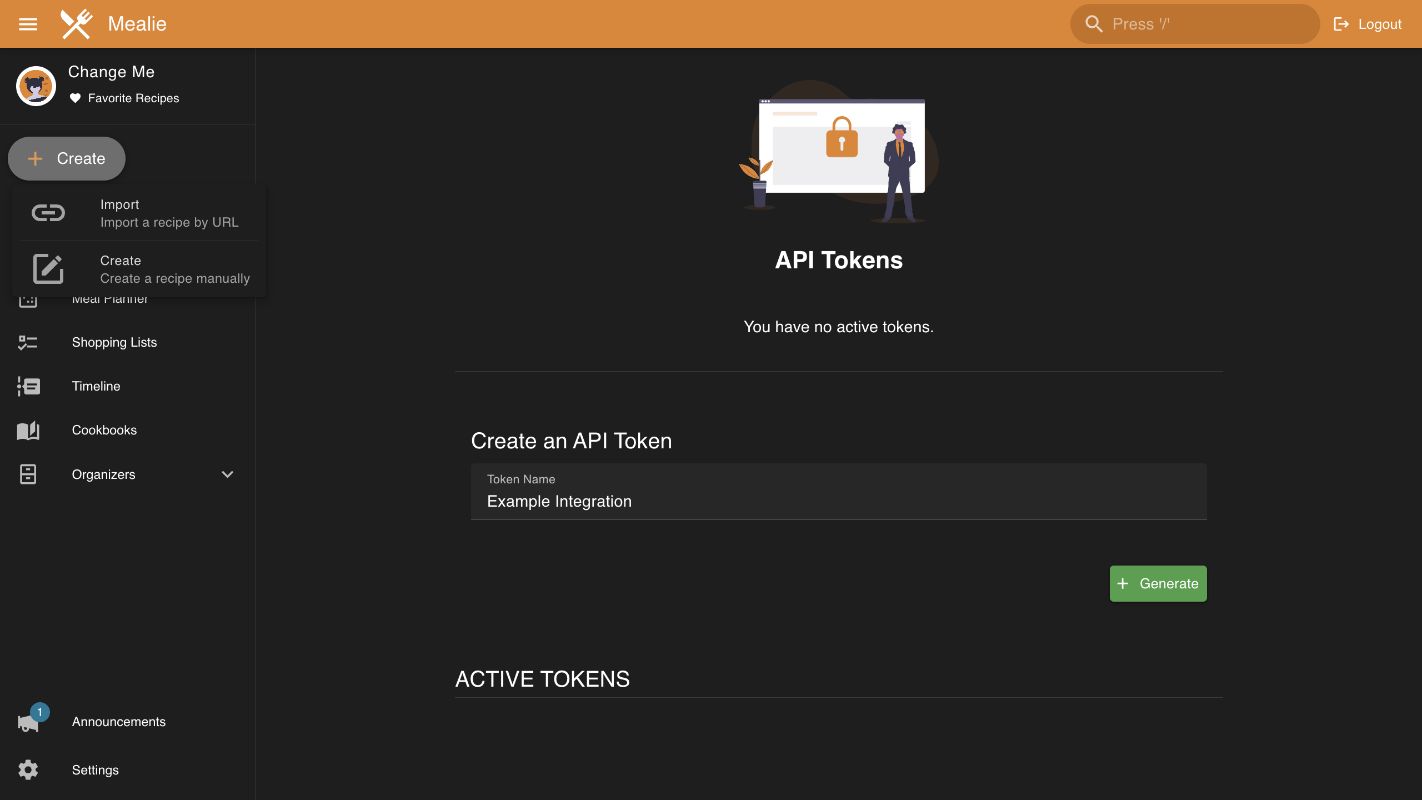 Mealie
Press '/'
Logout
Change Me
Favorite Recipes
Create
Import
Import a recipe by URL
Create
Create a recipe manually
Meal Planner
Shopping Lists
Timeline
Cookbooks
Organizers
1
Announcements
Settings
API Tokens
You have no active tokens.
Create an API Token
Token Name
Example Integration
Generate
ACTIVE TOKENS